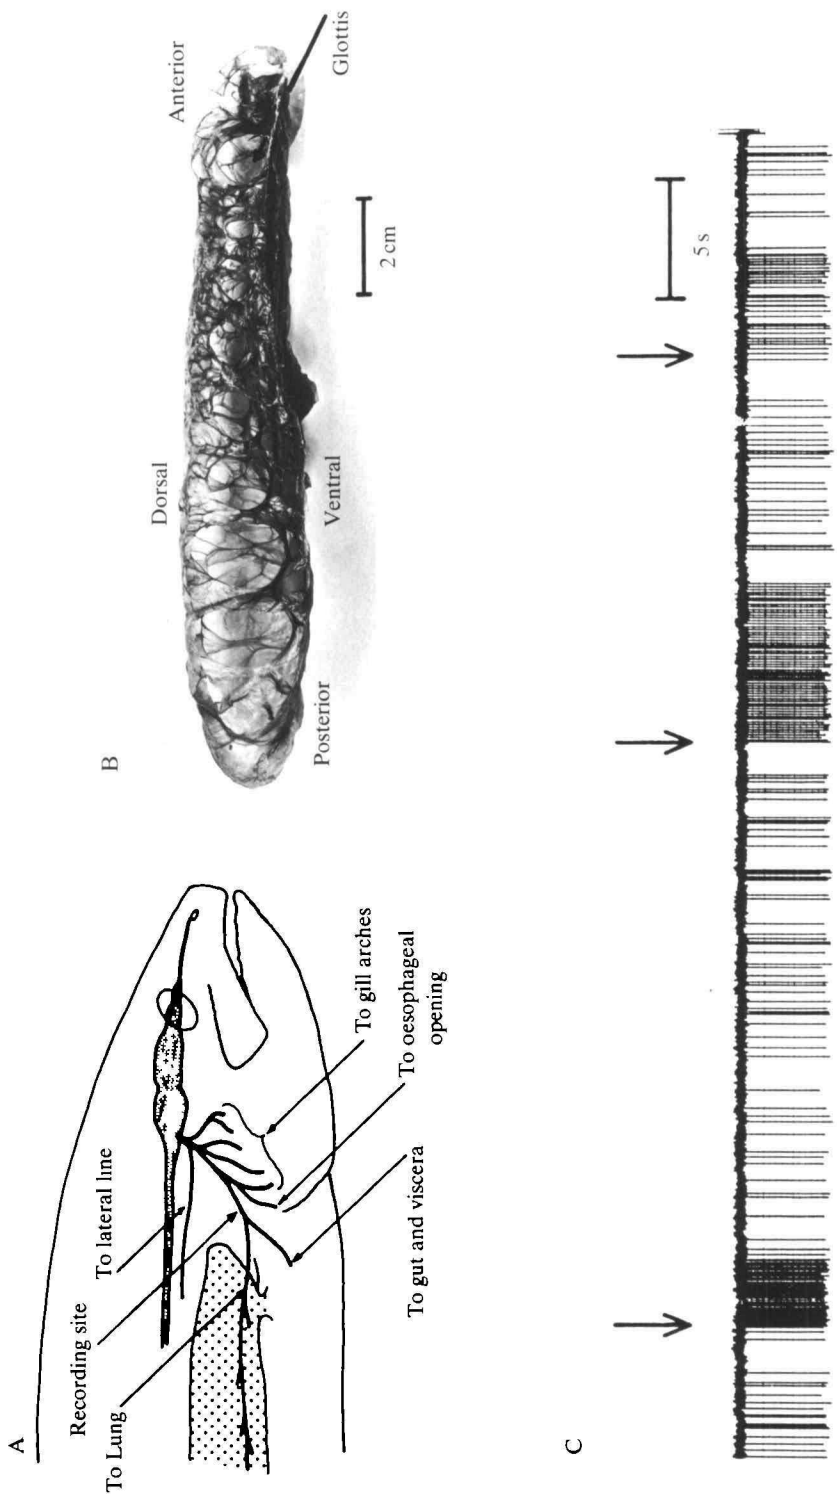 A
To lateral line
Recording site
To Lung
To gill arches
To oesophageal
opening
To gut and viscera
B
Dorsal
Anterior
Posterior
Ventral
Glottis
2 cm
C
5 s